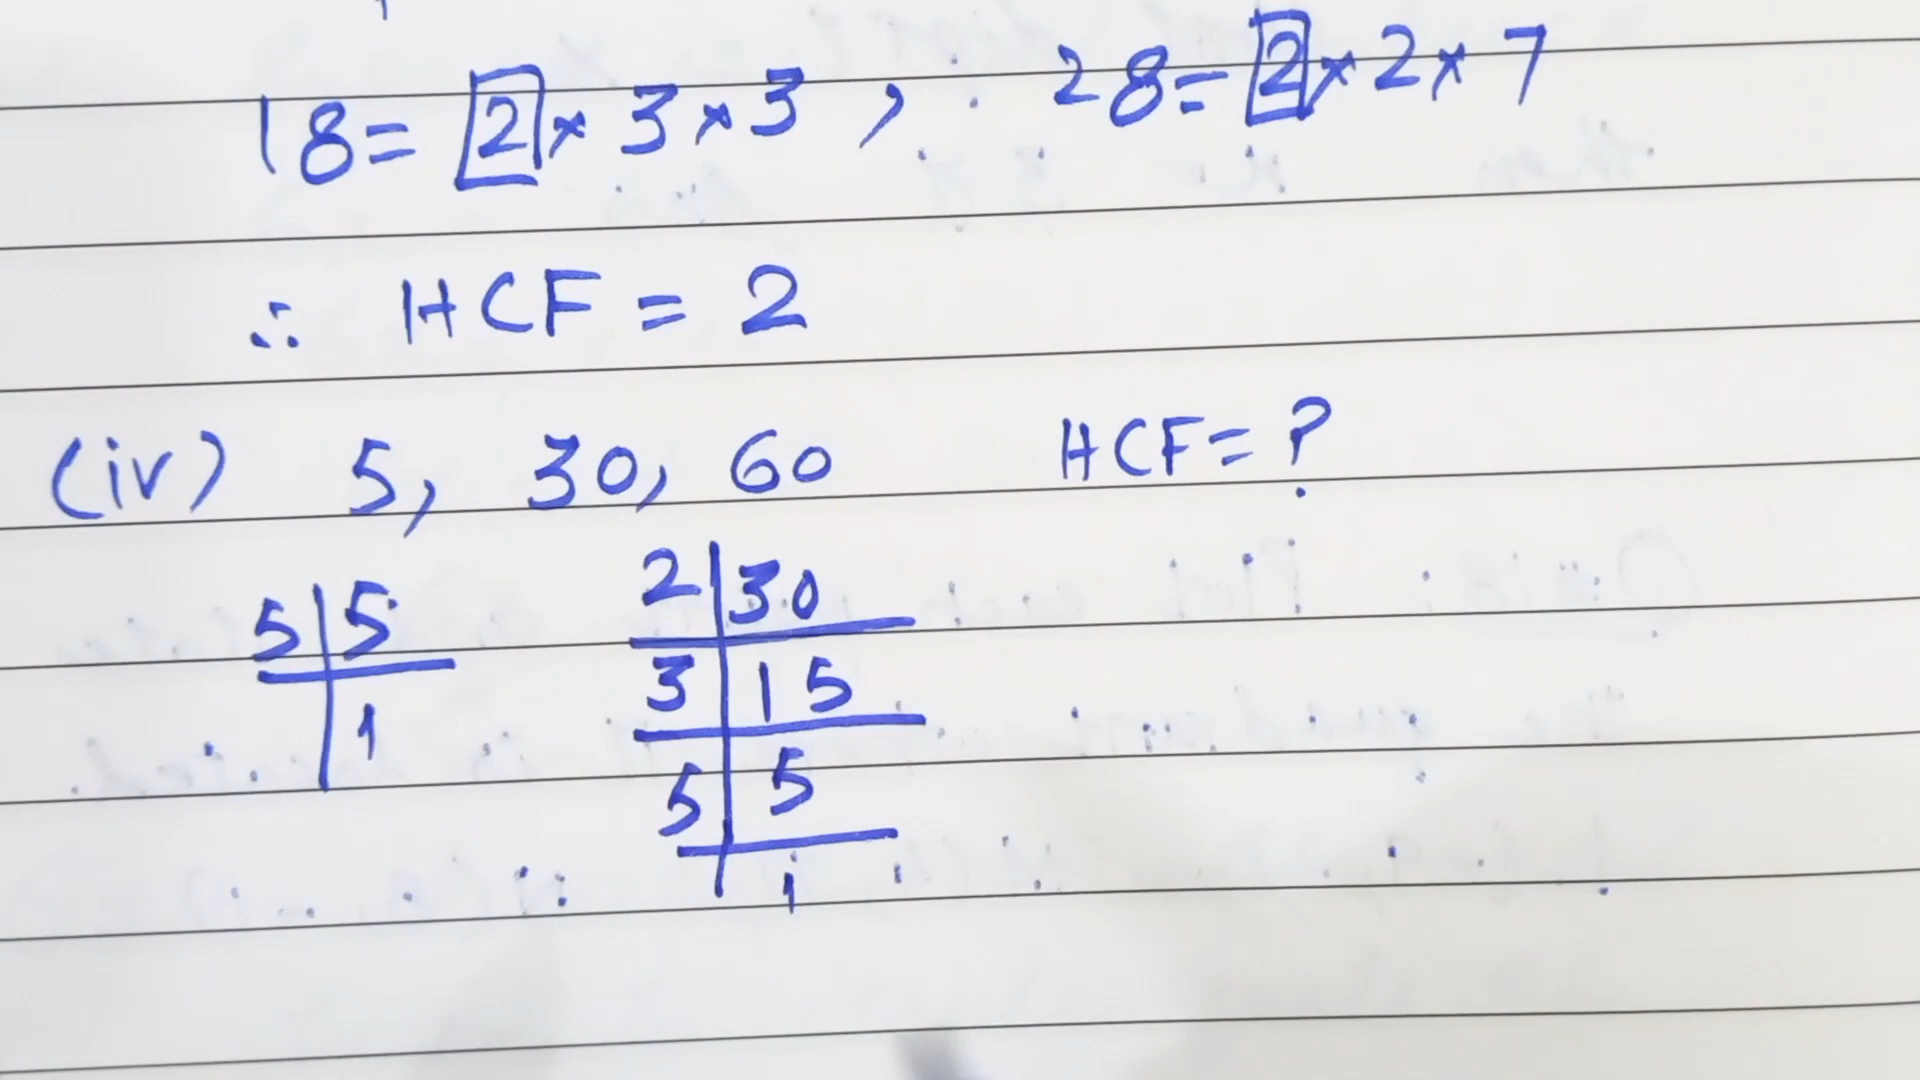 18 = 2 × 3 × 3 , 28 = 2 × 2 × 7
∴ HCF = 2
(iv) 5, 30, 60 HCF = ?
5 | 5
1
2 | 30
3 | 15
5 | 5
1